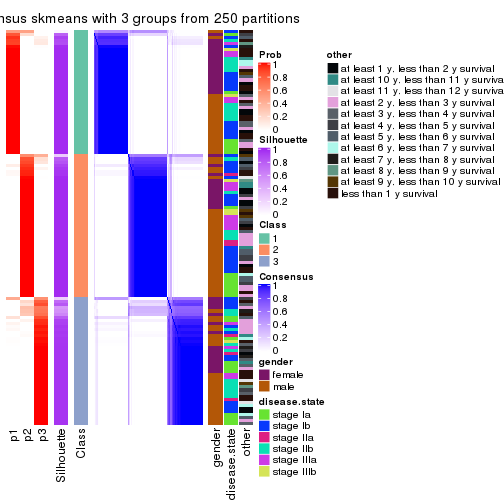 nsus skmeans with 3 groups from 250 partitions
Prob
1
0.8
0.6
0.4
0.2
0
Silhouette
1
0.8
0.6
0.4
0.2
0
Class
1
2
3
Consensus
1
0.8
0.6
0.4
0.2
0
gender
female
male
disease.state
stage Ia
stage Ib
stage IIa
stage IIb
stage IIIa
stage IIIb
other
at least 1 y. less than 2 y survival
at least 10 y. less than 11 y surviva
at least 11 y. less than 12 y surviva
at least 2 y. less than 3 y survival
at least 3 y. less than 4 y survival
at least 4 y. less than 5 y survival
at least 5 y. less than 6 y survival
at least 6 y. less than 7 y survival
at least 7 y. less than 8 y survival
at least 8 y. less than 9 y survival
at least 9 y. less than 10 y survival
less than 1 y survival
p1
p2
p3
Silhouette
Class
gender
disease.state
other